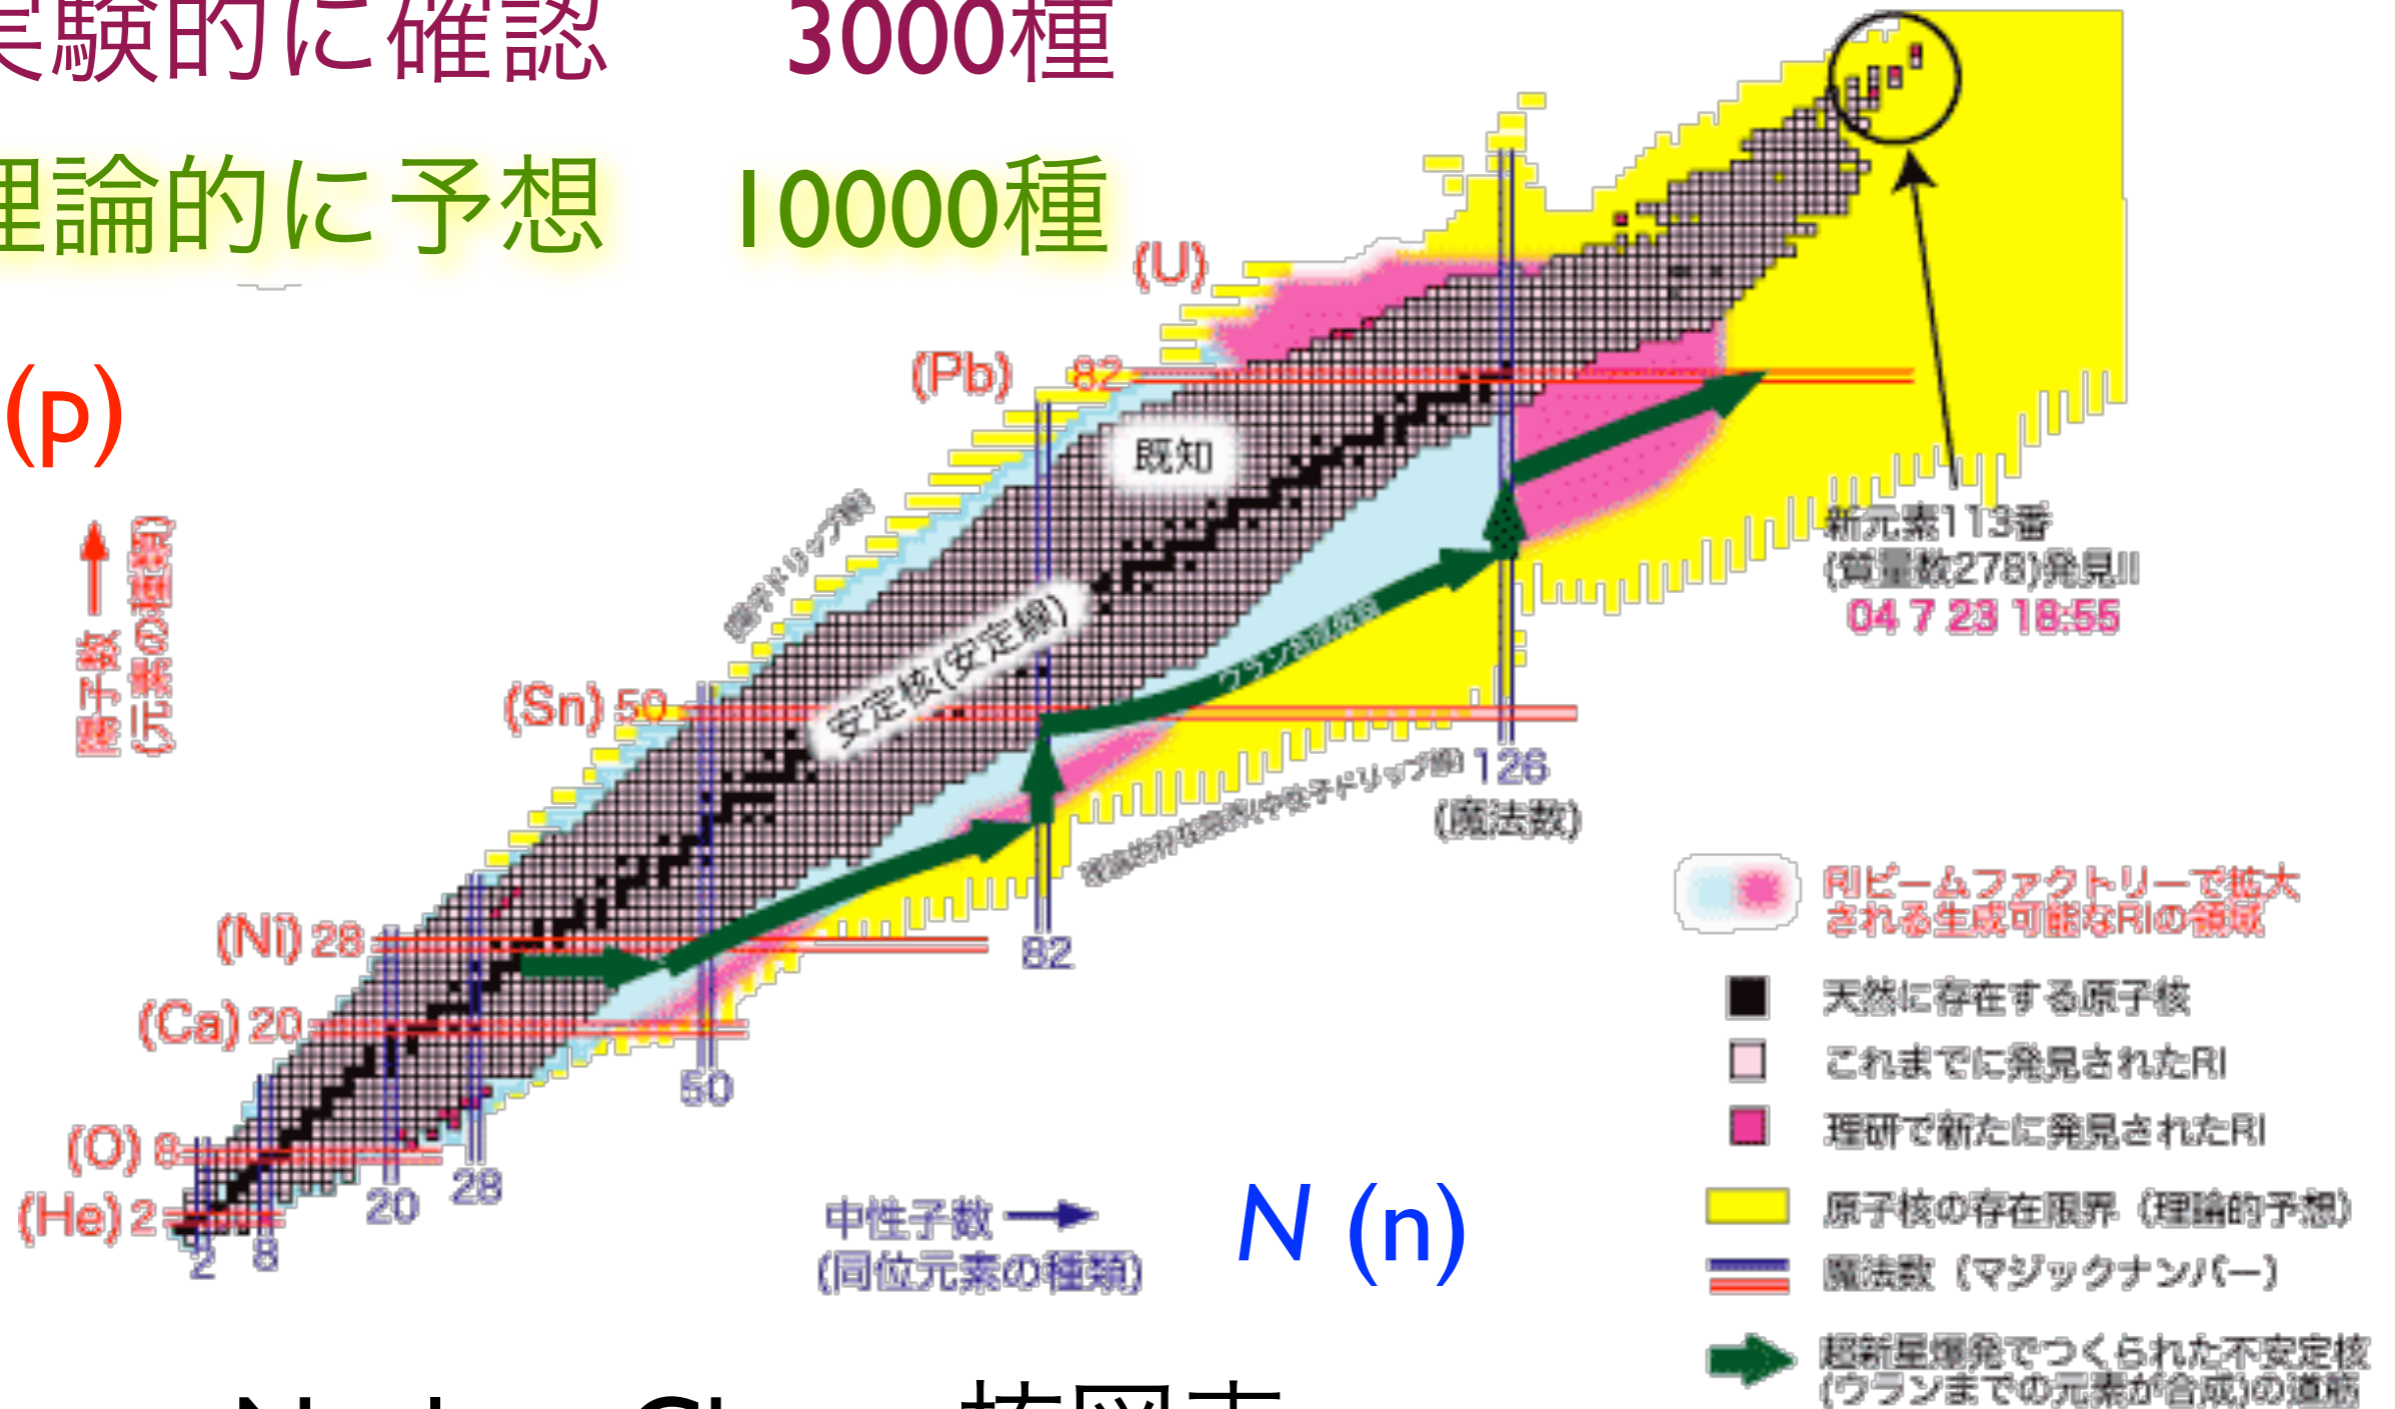 実験的に確認 3000種
理論的に予想 10000種
(U)
(p)
(Pb) 82
既知
陽子数
(元素の種類)
(陽子ドリップ線)
新元素113番
(質量数278)発見!!
04 7 23 18:55
安定核(安定線)
ウラン合成経路
(Sn) 50
126
(魔法数)
理論的存在限界(中性子ドリップ線)
RIビームファクトリーで拡大
される生成可能なRIの領域
(Ni) 28
82
天然に存在する原子核
(Ca) 20
50
これまでに発見されたRI
理研で新たに発見されたRI
(O) 8
20
28
中性子数
(同位元素の種類)
N (n)
原子核の存在限界（理論的予想）
(He) 2
2
8
魔法数（マジックナンバー）
超新星爆発でつくられた不安定核
(ウランまでの元素が合成)の道筋